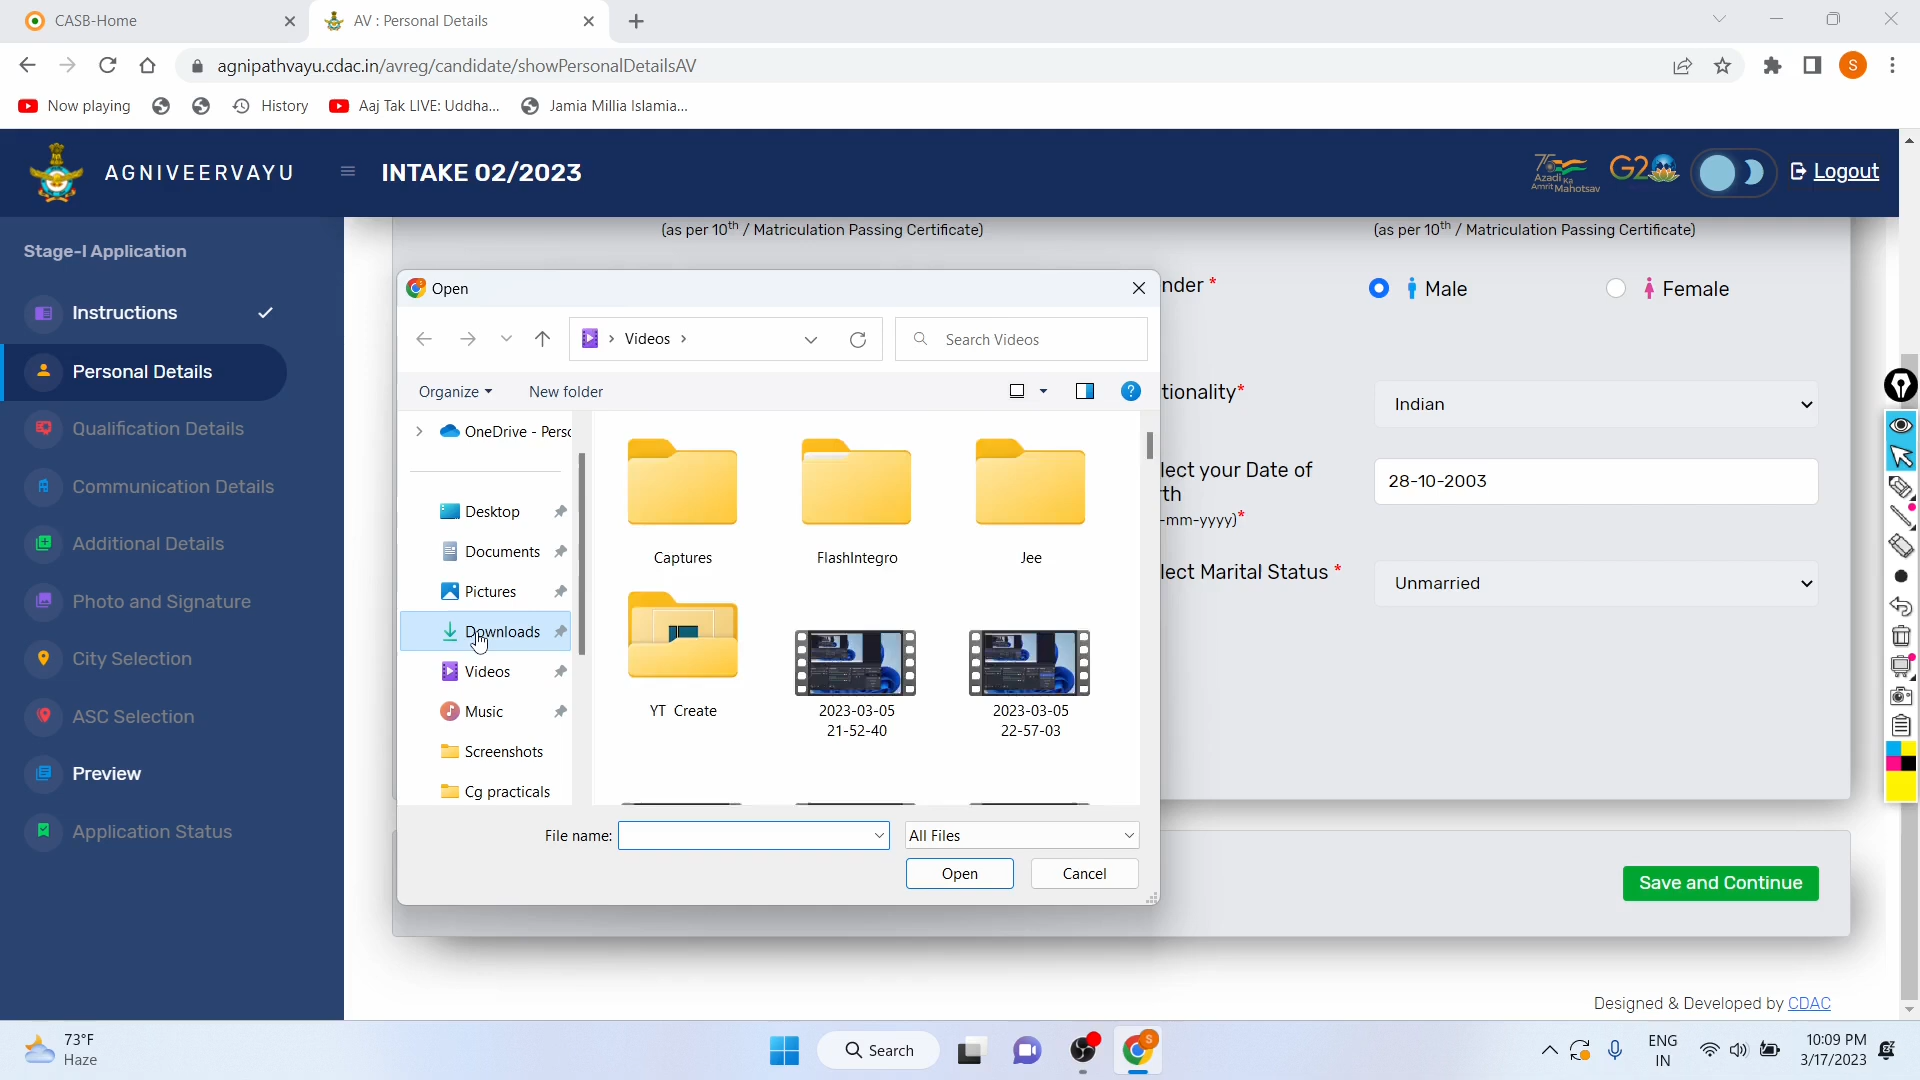 CASB-Home
AV : Personal Details
agnipathvayu.cdac.in/avreg/candidate/showPersonalDetailsAV
S
Now playing
History
Aaj Tak LIVE: Uddha...
Jamia Millia Islamia...
AGNIVEERVAYU
INTAKE 02/2023
75 Azadi Ka Amrit Mahotsav
G20
Logout
Stage-I Application
Instructions
Personal Details
Qualification Details
Communication Details
Additional Details
Photo and Signature
City Selection
ASC Selection
Preview
Application Status
(as per 10th / Matriculation Passing Certificate)
(as per 10th / Matriculation Passing Certificate)
nder *
Male
Female
tionality*
Indian
lect your Date of
th
-mm-yyyy)*
28-10-2003
lect Marital Status *
Unmarried
Save and Continue
Designed & Developed by CDAC
Open
Videos
Search Videos
Organize
New folder
OneDrive - Perso
Desktop
Documents
Pictures
Downloads
Videos
Music
Screenshots
Cg practicals
Captures
FlashIntegro
Jee
YT Create
2023-03-05
21-52-40
2023-03-05
22-57-03
File name:
All Files
Open
Cancel
73°F
Haze
Search
S
ENG
IN
10:09 PM
3/17/2023